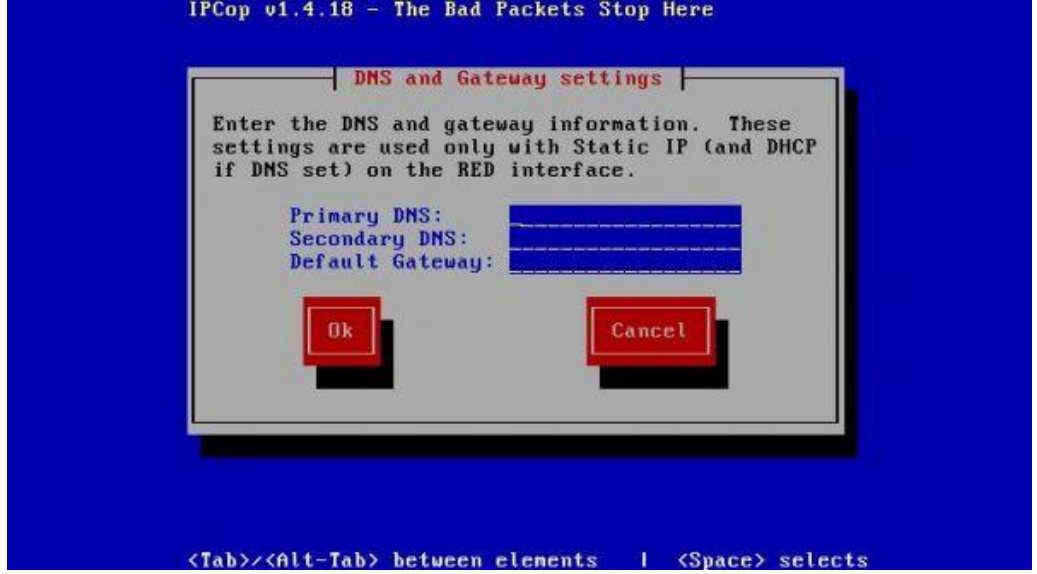 IPCop v1.4.18 - The Bad Packets Stop Here
DNS and Gateway settings
Enter the DNS and gateway information.  These
settings are used only with Static IP (and DHCP
if DNS set) on the RED interface.
Primary DNS:
Secondary DNS:
Default Gateway:
Ok Cancel
<Tab>/<Alt-Tab> between elements   |  <Space> selects